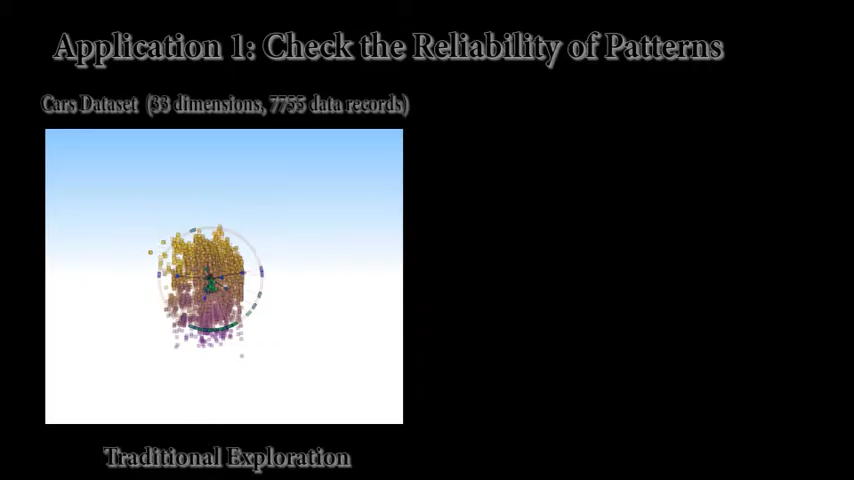 Application 1: Check the Reliability of Patterns
Cars Dataset (33 dimensions, 7755 data records)
Traditional Exploration